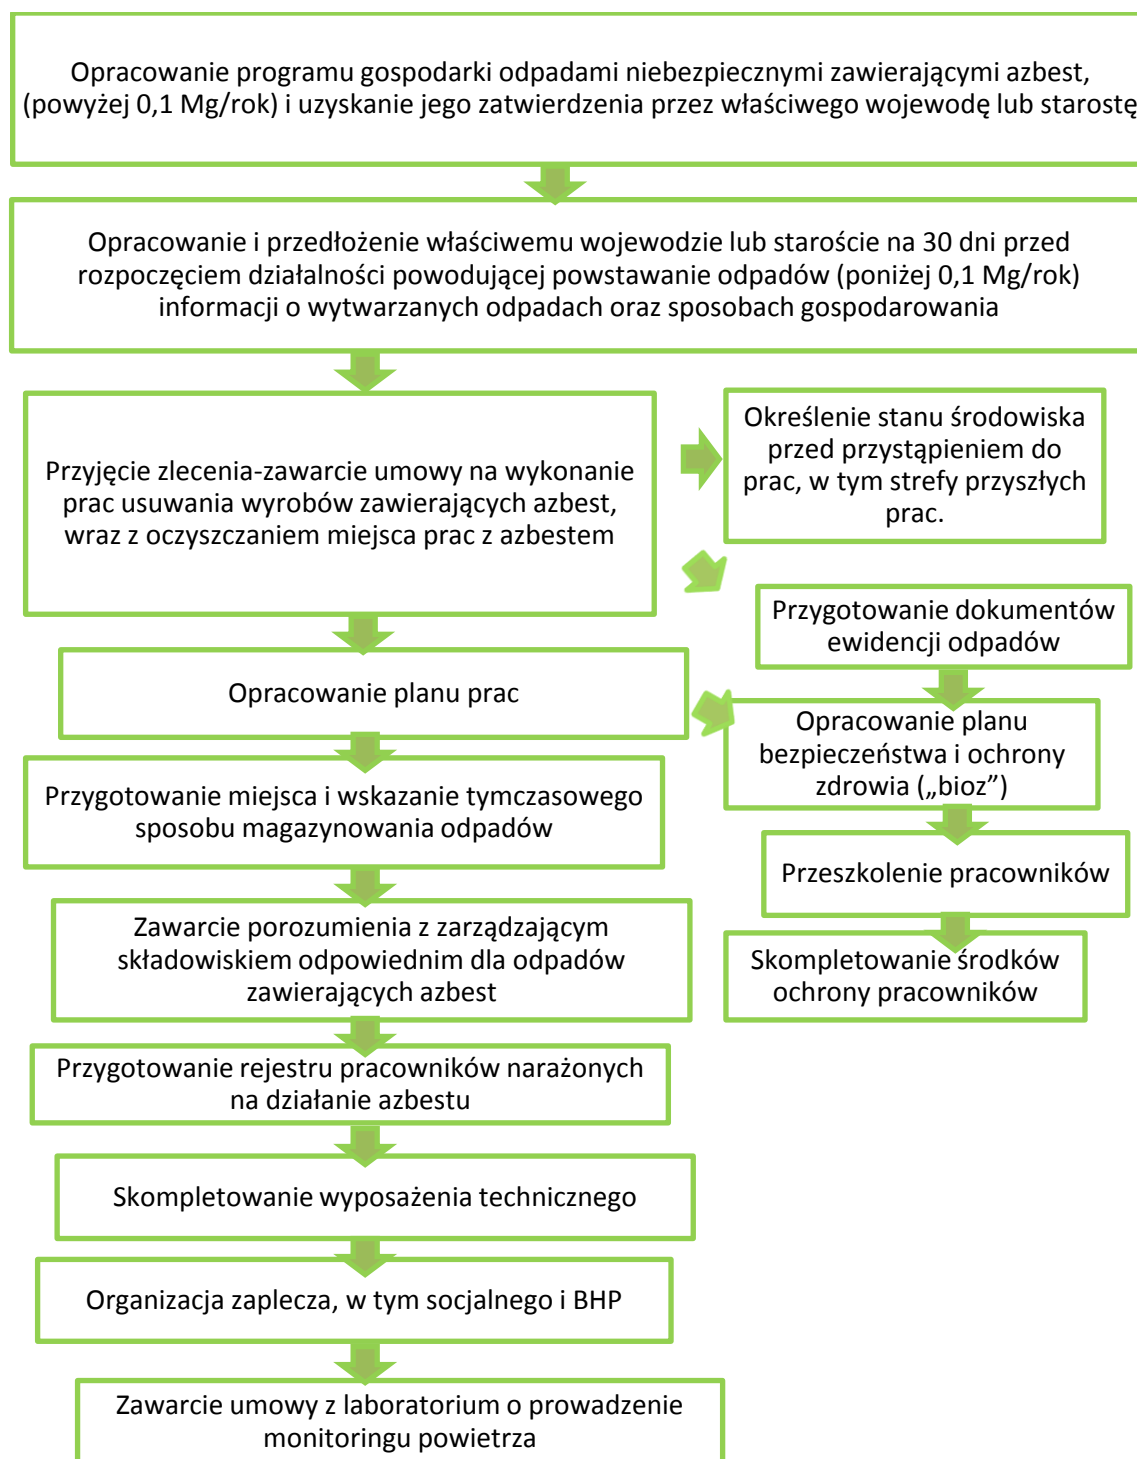 Opracowanie programu gospodarki odpadami niebezpiecznymi zawierającymi azbest,
(powyżej 0,1 Mg/rok) i uzyskanie jego zatwierdzenia przez właściwego wojewodę lub starostę
Opracowanie i przedłożenie właściwemu wojewodzie lub staroście na 30 dni przed
rozpoczęciem działalności powodującej powstawanie odpadów (poniżej 0,1 Mg/rok)
informacji o wytwarzanych odpadach oraz sposobach gospodarowania
Przyjęcie zlecenia-zawarcie umowy na wykonanie
prac usuwania wyrobów zawierających azbest,
wraz z oczyszczaniem miejsca prac z azbestem
Określenie stanu środowiska
przed przystąpieniem do
prac, w tym strefy przyszłych
prac.
Przygotowanie dokumentów
ewidencji odpadów
Opracowanie planu prac
Opracowanie planu
bezpieczeństwa i ochrony
zdrowia („bioz”)
Przygotowanie miejsca i wskazanie tymczasowego
sposobu magazynowania odpadów
Przeszkolenie pracowników
Zawarcie porozumienia z zarządzającym
składowiskiem odpowiednim dla odpadów
zawierających azbest
Skompletowanie środków
ochrony pracowników
Przygotowanie rejestru pracowników narażonych
na działanie azbestu
Skompletowanie wyposażenia technicznego
Organizacja zaplecza, w tym socjalnego i BHP
Zawarcie umowy z laboratorium o prowadzenie
monitoringu powietrza